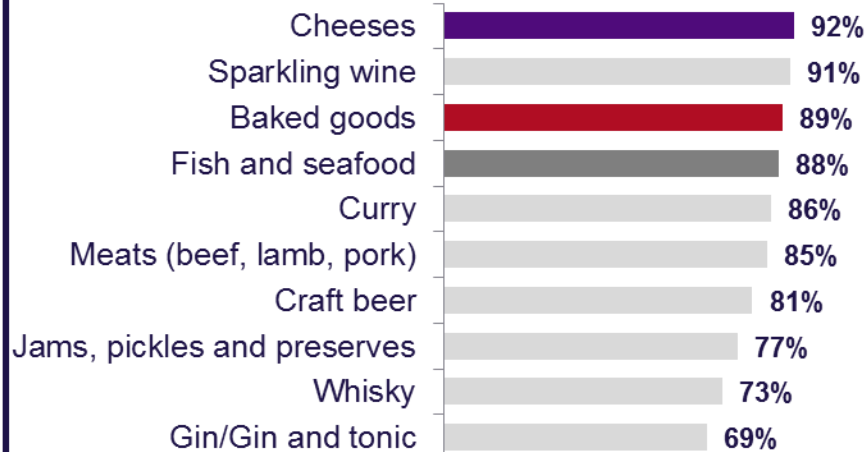 Cheeses 92%
Sparkling wine 91%
Baked goods 89%
Fish and seafood 88%
Curry 86%
Meats (beef, lamb, pork) 85%
Craft beer 81%
Jams, pickles and preserves 77%
Whisky 73%
Gin/Gin and tonic 69%